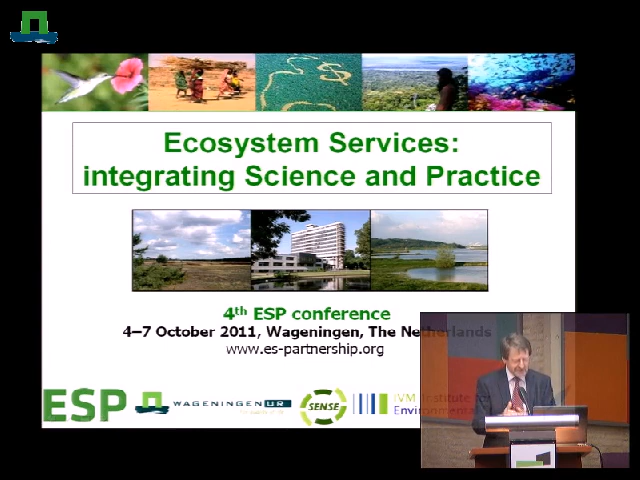 Ecosystem Services:
integrating Science and Practice
4th ESP conference
4–7 October 2011, Wageningen, The Netherlands
www.es-partnership.org
ESP
WAGENINGEN UR
SENSE
IVM Institute for
Environmental